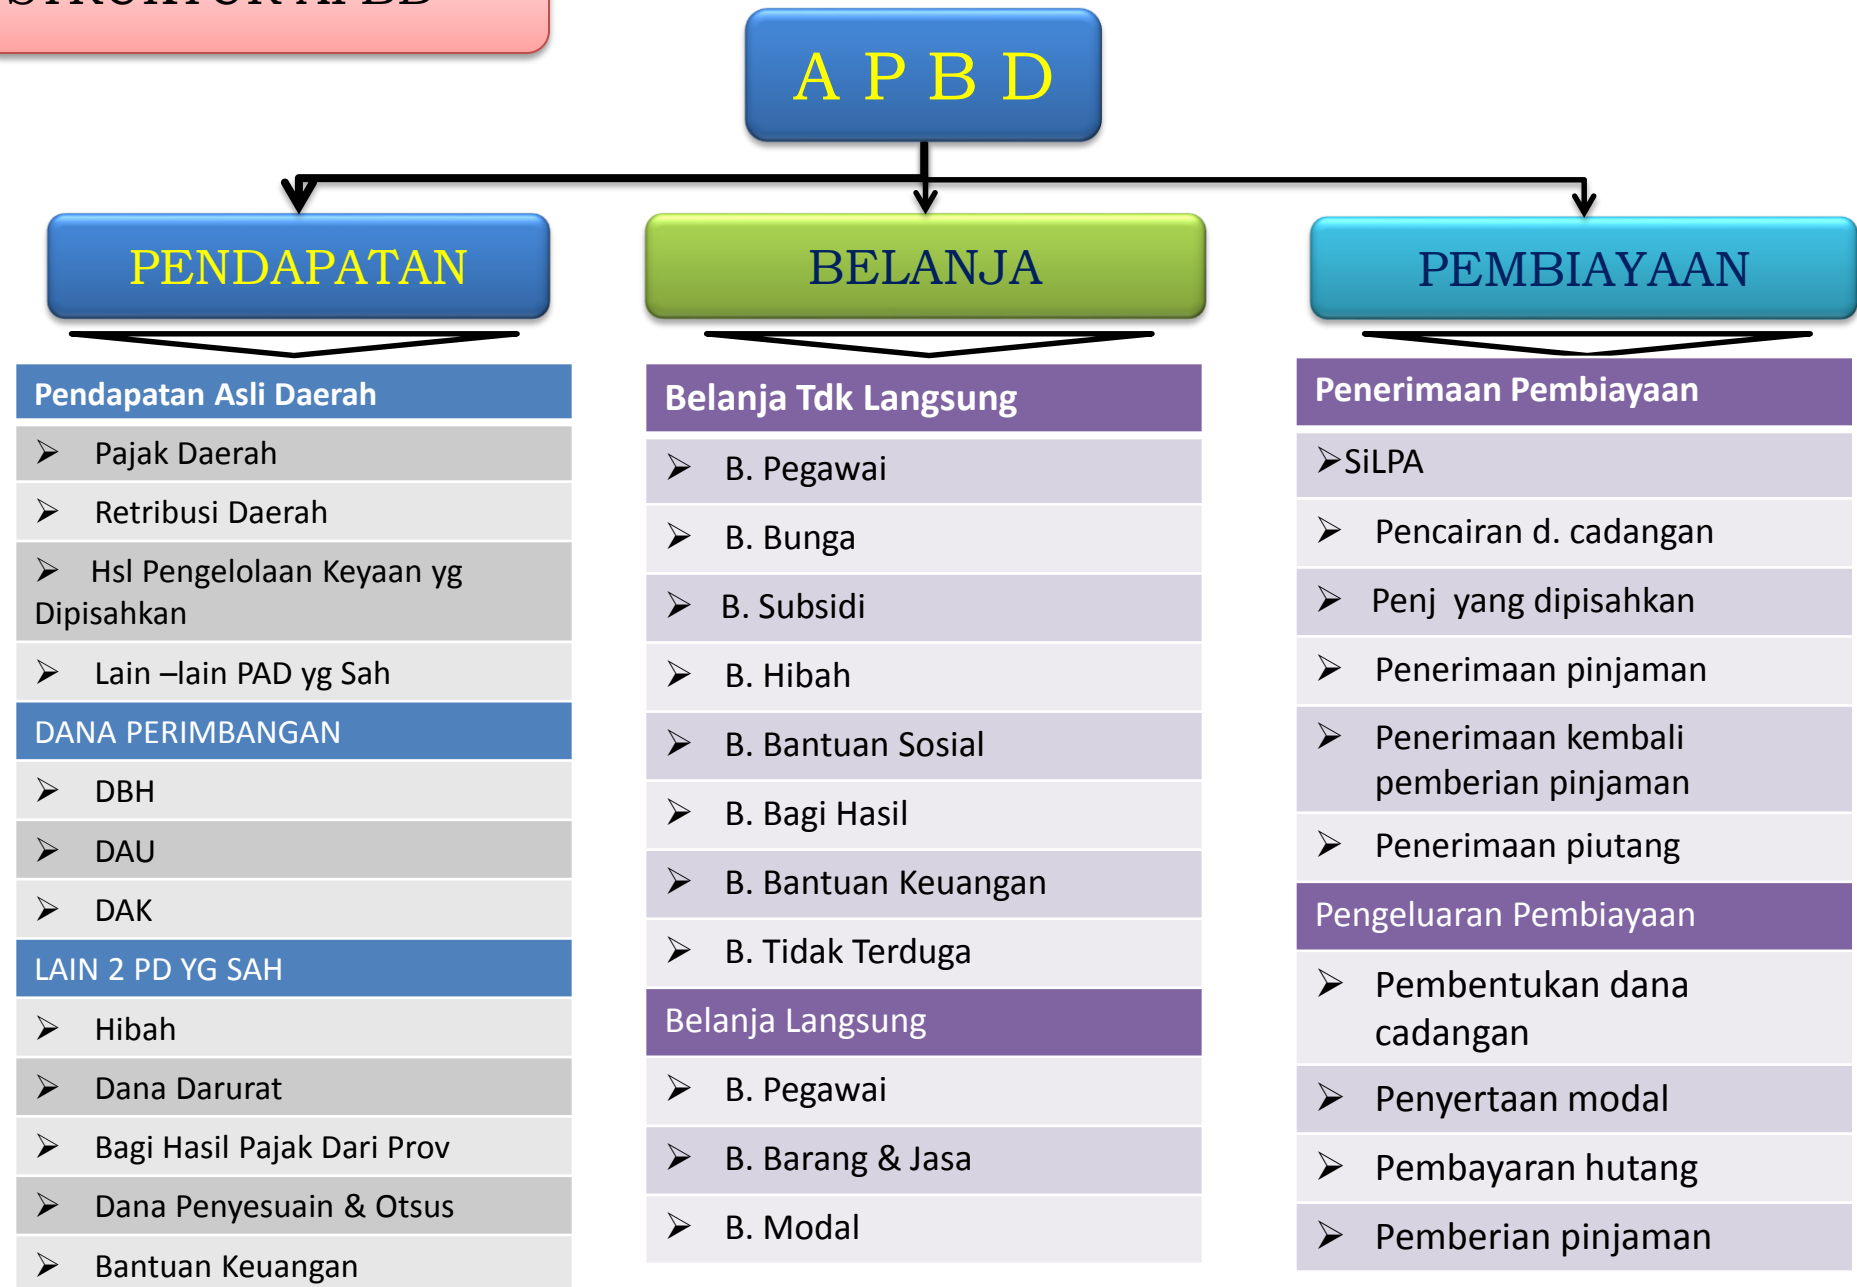 STRUKTUR APBD
A P B D
PENDAPATAN
Pendapatan Asli Daerah
➢ Pajak Daerah
➢ Retribusi Daerah
➢ Hsl Pengelolaan Keyaan yg
Dipisahkan
➢ Lain –lain PAD yg Sah
DANA PERIMBANGAN
➢ DBH
➢ DAU
➢ DAK
LAIN 2 PD YG SAH
➢ Hibah
➢ Dana Darurat
➢ Bagi Hasil Pajak Dari Prov
➢ Dana Penyesuain & Otsus
➢ Bantuan Keuangan
BELANJA
Belanja Tdk Langsung
➢ B. Pegawai
➢ B. Bunga
➢ B. Subsidi
➢ B. Hibah
➢ B. Bantuan Sosial
➢ B. Bagi Hasil
➢ B. Bantuan Keuangan
➢ B. Tidak Terduga
Belanja Langsung
➢ B. Pegawai
➢ B. Barang & Jasa
➢ B. Modal
PEMBIAYAAN
Penerimaan Pembiayaan
➢SiLPA
➢ Pencairan d. cadangan
➢ Penj yang dipisahkan
➢ Penerimaan pinjaman
➢ Penerimaan kembali
pemberian pinjaman
➢ Penerimaan piutang
Pengeluaran Pembiayaan
➢ Pembentukan dana
cadangan
➢ Penyertaan modal
➢ Pembayaran hutang
➢ Pemberian pinjaman